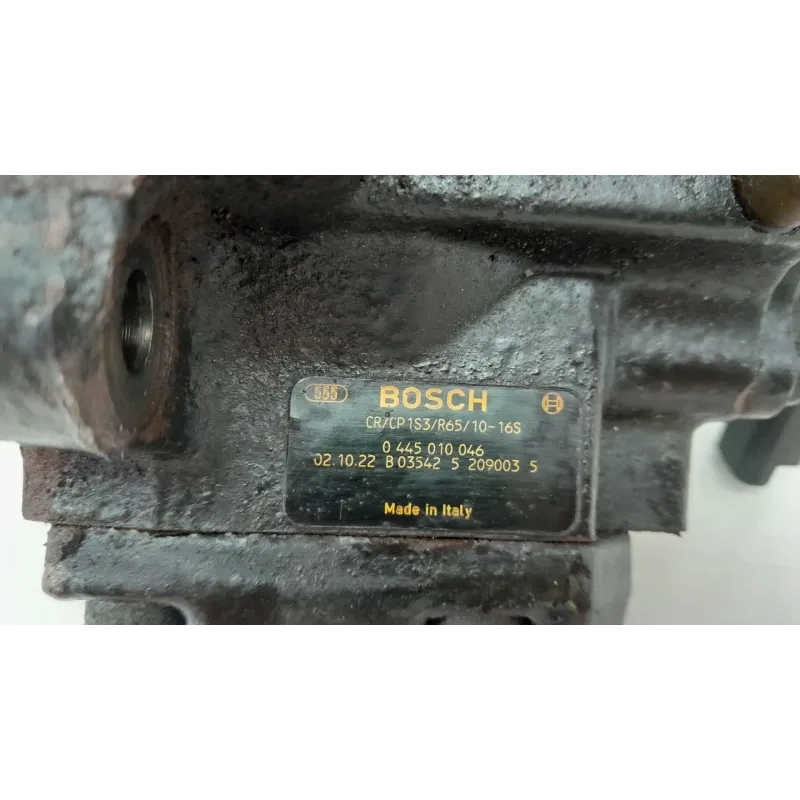 555 BOSCH
CR/CP1S3/R65/10-16S
0 445 010 046
02.10.22 B 03542 5 209003 5
Made in Italy